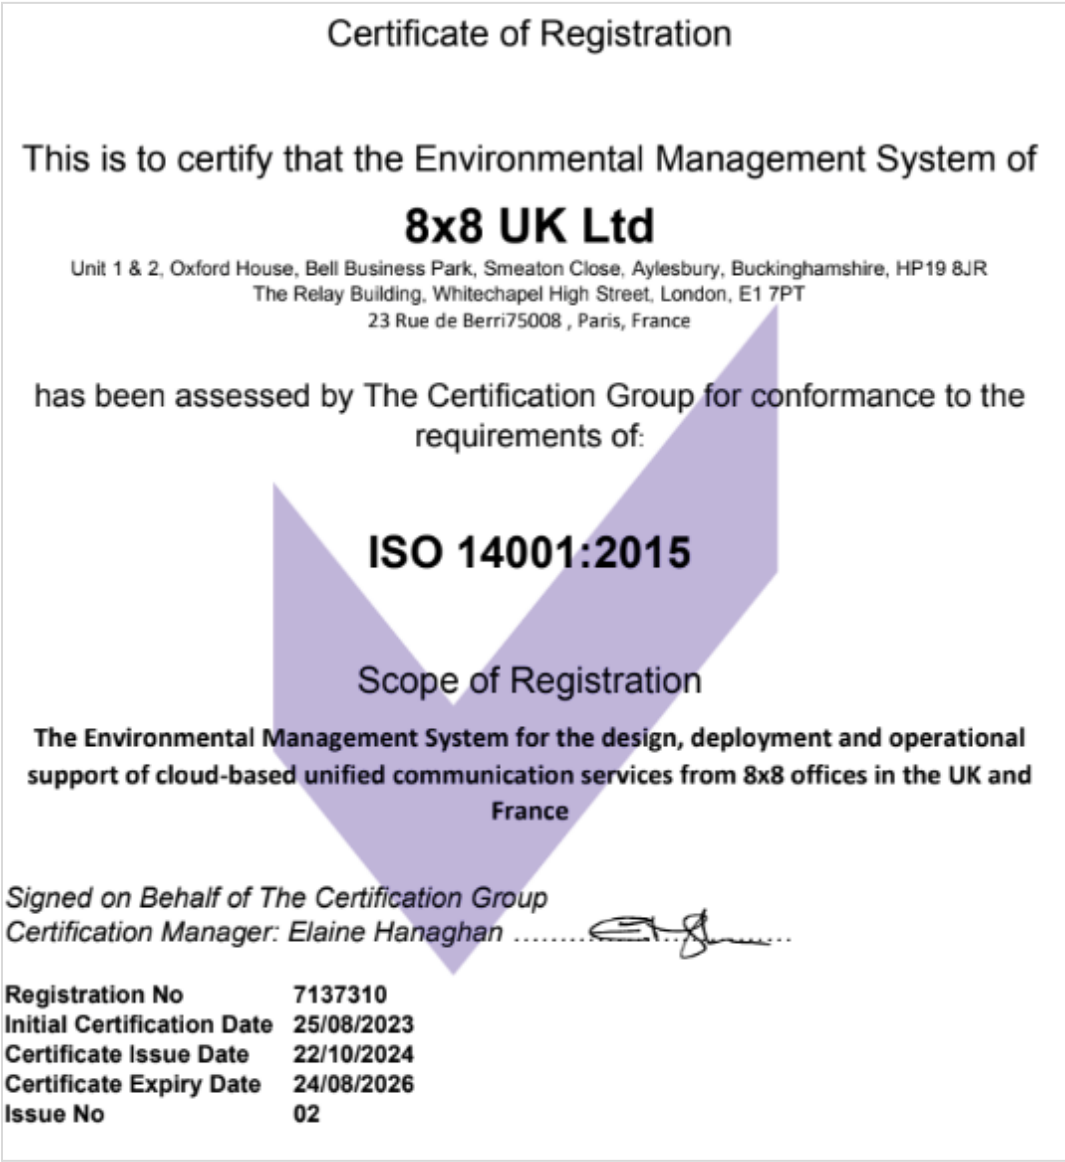 Certificate of Registration
This is to certify that the Environmental Management System of
8x8 UK Ltd
Unit 1 & 2, Oxford House, Bell Business Park, Smeaton Close, Aylesbury, Buckinghamshire, HP19 8JR
The Relay Building, Whitechapel High Street, London, E1 7PT
23 Rue de Berri75008 , Paris, France
has been assessed by The Certification Group for conformance to the
requirements of:
ISO 14001:2015
Scope of Registration
The Environmental Management System for the design, deployment and operational
support of cloud-based unified communication services from 8x8 offices in the UK and
France
Signed on Behalf of The Certification Group
Certification Manager: Elaine Hanaghan
Registration No 7137310
Initial Certification Date 25/08/2023
Certificate Issue Date 22/10/2024
Certificate Expiry Date 24/08/2026
Issue No 02